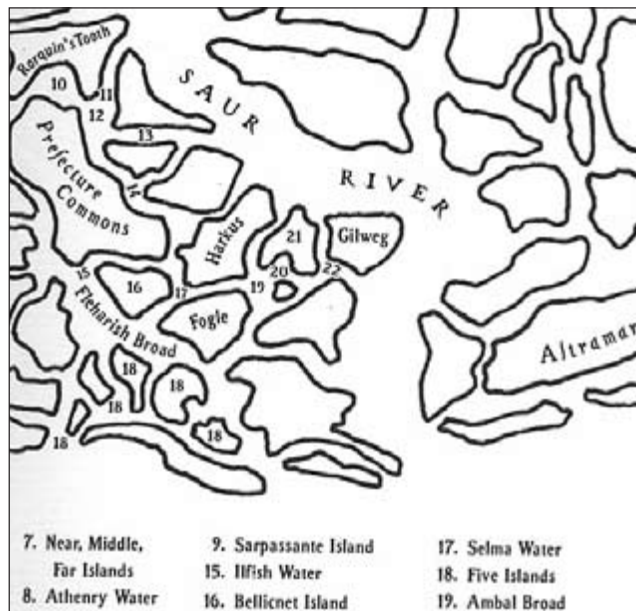 Rorquin's Tooth
10
11
12
SAUR
RIVER
13
Prefecture
Commons
14
Harkus
21
Gilweg
15
16
17
19
20
22
Fleharish Broad
Fogle
Altramar
18
18
18
18
18
7. Near, Middle,
Far Islands
8. Athenry Water
9. Sarpassante Island
15. Ilfish Water
16. Bellicnet Island
17. Selma Water
18. Five Islands
19. Ambal Broad